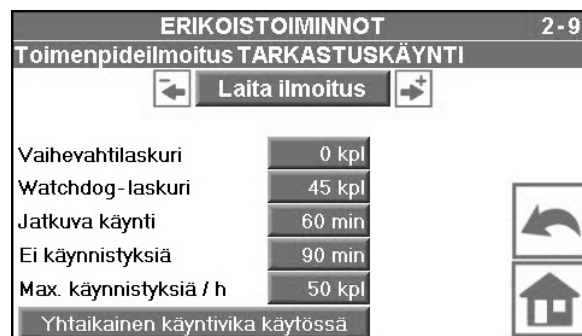 ERIKOISTOIMINNOT 2-9
Toimenpideilmoitus TARKASTUSKÄYNTI
Laita ilmoitus
Vaihevahtilaskuri 0 kpl
Watchdog-laskuri 45 kpl
Jatkuva käynti 60 min
Ei käynnistyksiä 90 min
Max. käynnistyksiä / h 50 kpl
Yhtaikainen käyntivika käytössä